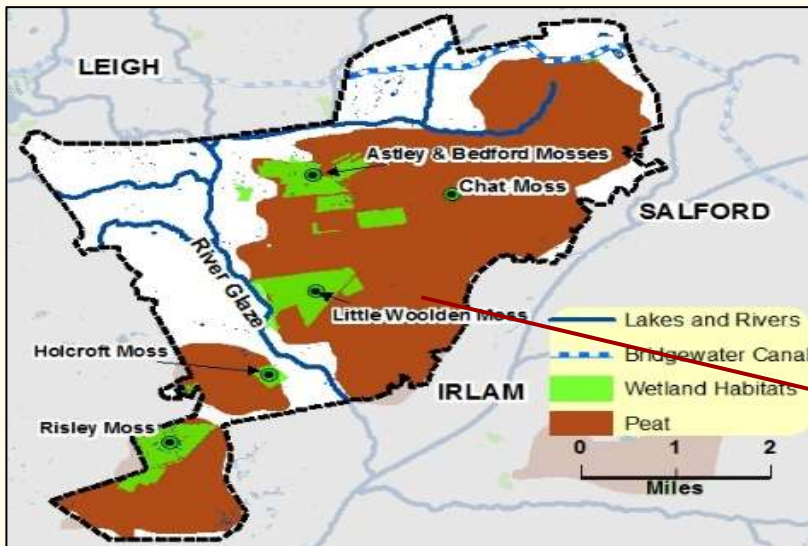 LEIGH
Astley & Bedford Mosses
Chat Moss
SALFORD
River Glaze
Little Woolden Moss
Holcroft Moss
IRLAM
Risley Moss
Lakes and Rivers
Bridgewater Canal
Wetland Habitats
Peat
0 1 2
Miles